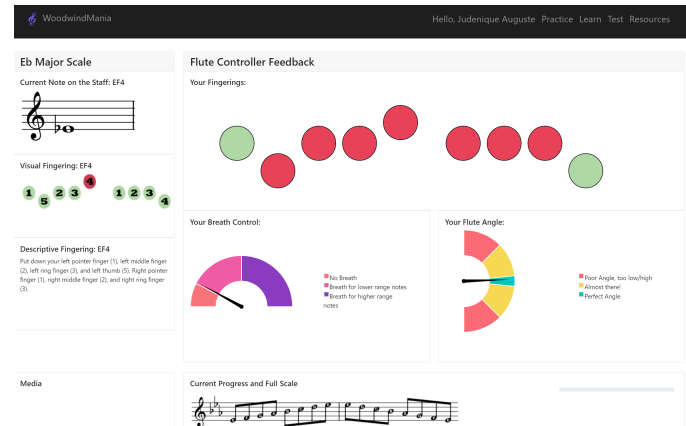 WoodwindMania
Hello, Judenique Auguste Practice Learn Test Resources
Eb Major Scale
Current Note on the Staff: EF4
Visual Fingering: EF4
1 5 2 3 4 1 2 3 4
Descriptive Fingering: EF4
Put down your left pointer finger (1), left middle finger
(2), left ring finger (3), and left thumb (5). Right pointer
finger (1), right middle finger (2), and right ring finger
(3).
Flute Controller Feedback
Your Fingerings:
Your Breath Control:
No Breath
Breath for lower range notes
Breath for higher range
notes
Your Flute Angle:
Poor Angle, too low/high
Almost there!
Perfect Angle
Media
Current Progress and Full Scale